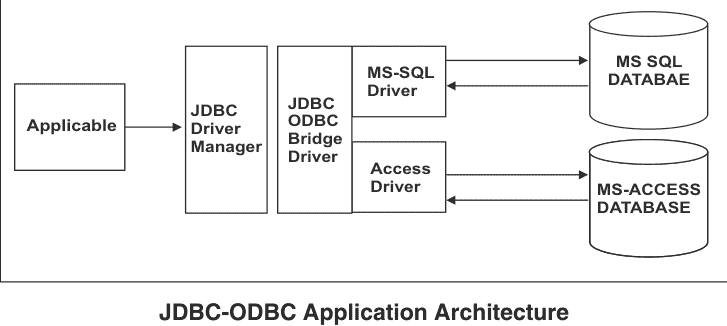 Applicable
JDBC
Driver
Manager
JDBC
ODBC
Bridge
Driver
MS-SQL
Driver
Access
Driver
MS SQL
DATABAE
MS-ACCESS
DATABASE
JDBC-ODBC Application Architecture